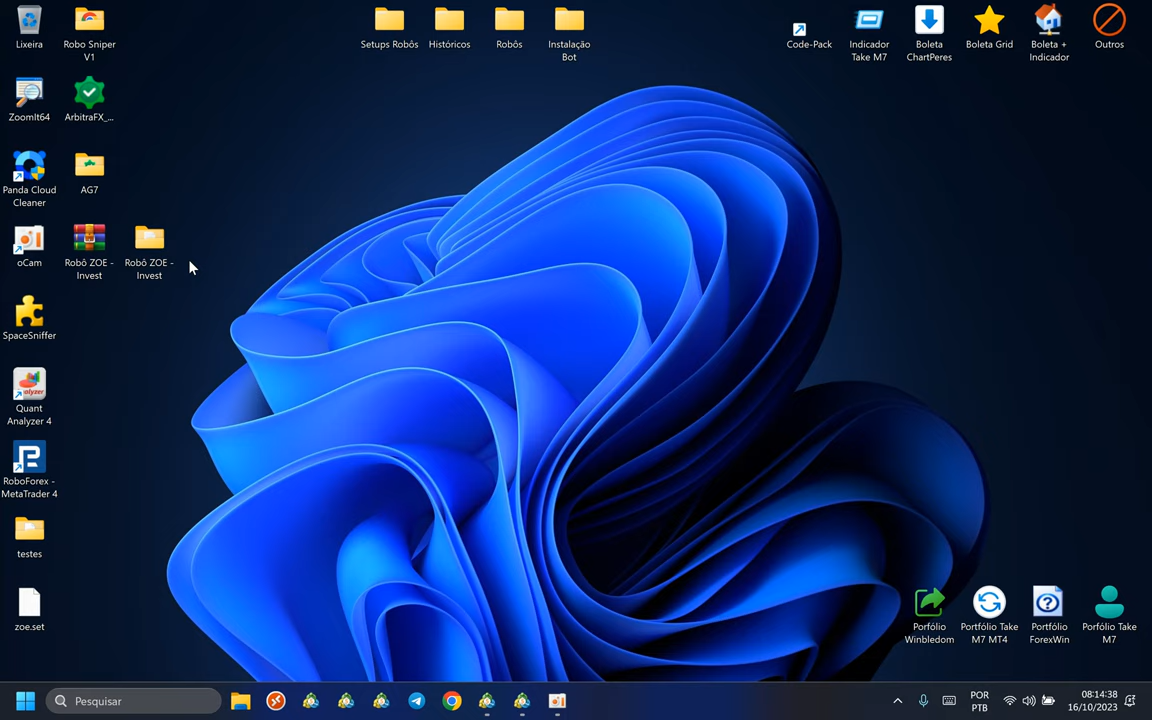 Lixeira
Robo Sniper
V1
Setups Robôs
Históricos
Robôs
Instalação
Bot
Code-Pack
Indicador
Take M7
Boleta
ChartPeres
Boleta Grid
Boleta +
Indicador
Outros
ZoomIt64
ArbitraFX_...
Panda Cloud
Cleaner
AG7
oCam
Robô ZOE -
Invest
Robô ZOE -
Invest
SpaceSniffer
Quant
Analyzer 4
RoboForex -
MetaTrader 4
testes
zoe.set
Porfólio
Winbledom
Portfólio Take
M7 MT4
Portfólio
ForexWin
Porfólio Take
M7
Pesquisar
POR
PTB
08:14:38
16/10/2023